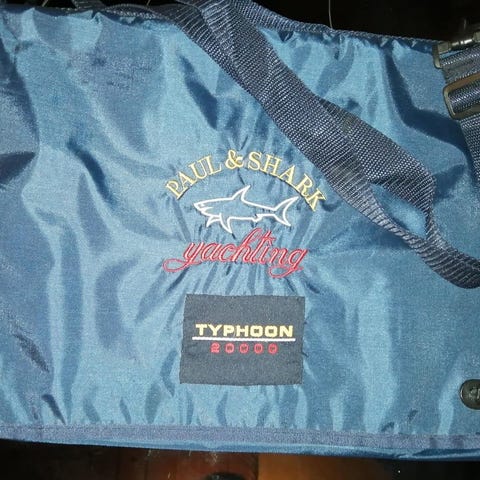 PAUL & SHARK
yachting
TYPHOON
20000